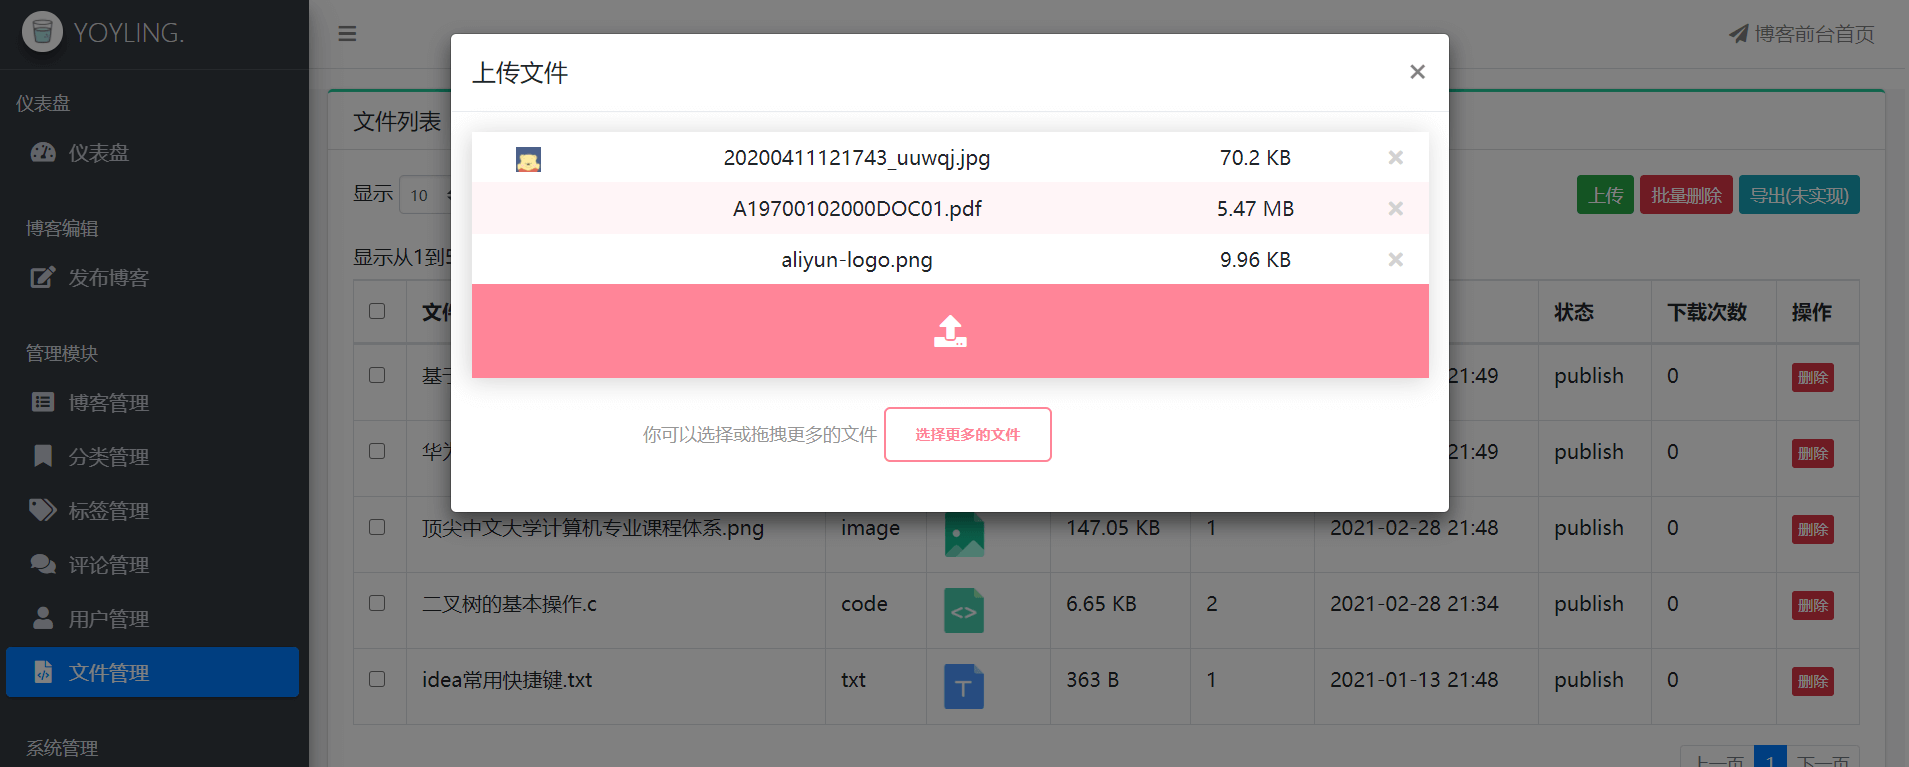 YOYLING.
博客前台首页
仪表盘
仪表盘
博客编辑
发布博客
管理模块
博客管理
分类管理
标签管理
评论管理
用户管理
文件管理
系统管理
上传文件
×
20200411121743_uuwqj.jpg 70.2 KB
A19700102000DOC01.pdf 5.47 MB
aliyun-logo.png 9.96 KB
你可以选择或拖拽更多的文件 选择更多的文件
文件列表
显示 10
上传 批量删除 导出(未实现)
显示从1到5
状态 下载次数 操作
基于 21:49 publish 0 删除
华为 21:49 publish 0 删除
顶尖中文大学计算机专业课程体系.png image 147.05 KB 1 2021-02-28 21:48 publish 0 删除
二叉树的基本操作.c code 6.65 KB 2 2021-02-28 21:34 publish 0 删除
idea常用快捷键.txt txt 363 B 1 2021-01-13 21:48 publish 0 删除
上一页 1 下一页